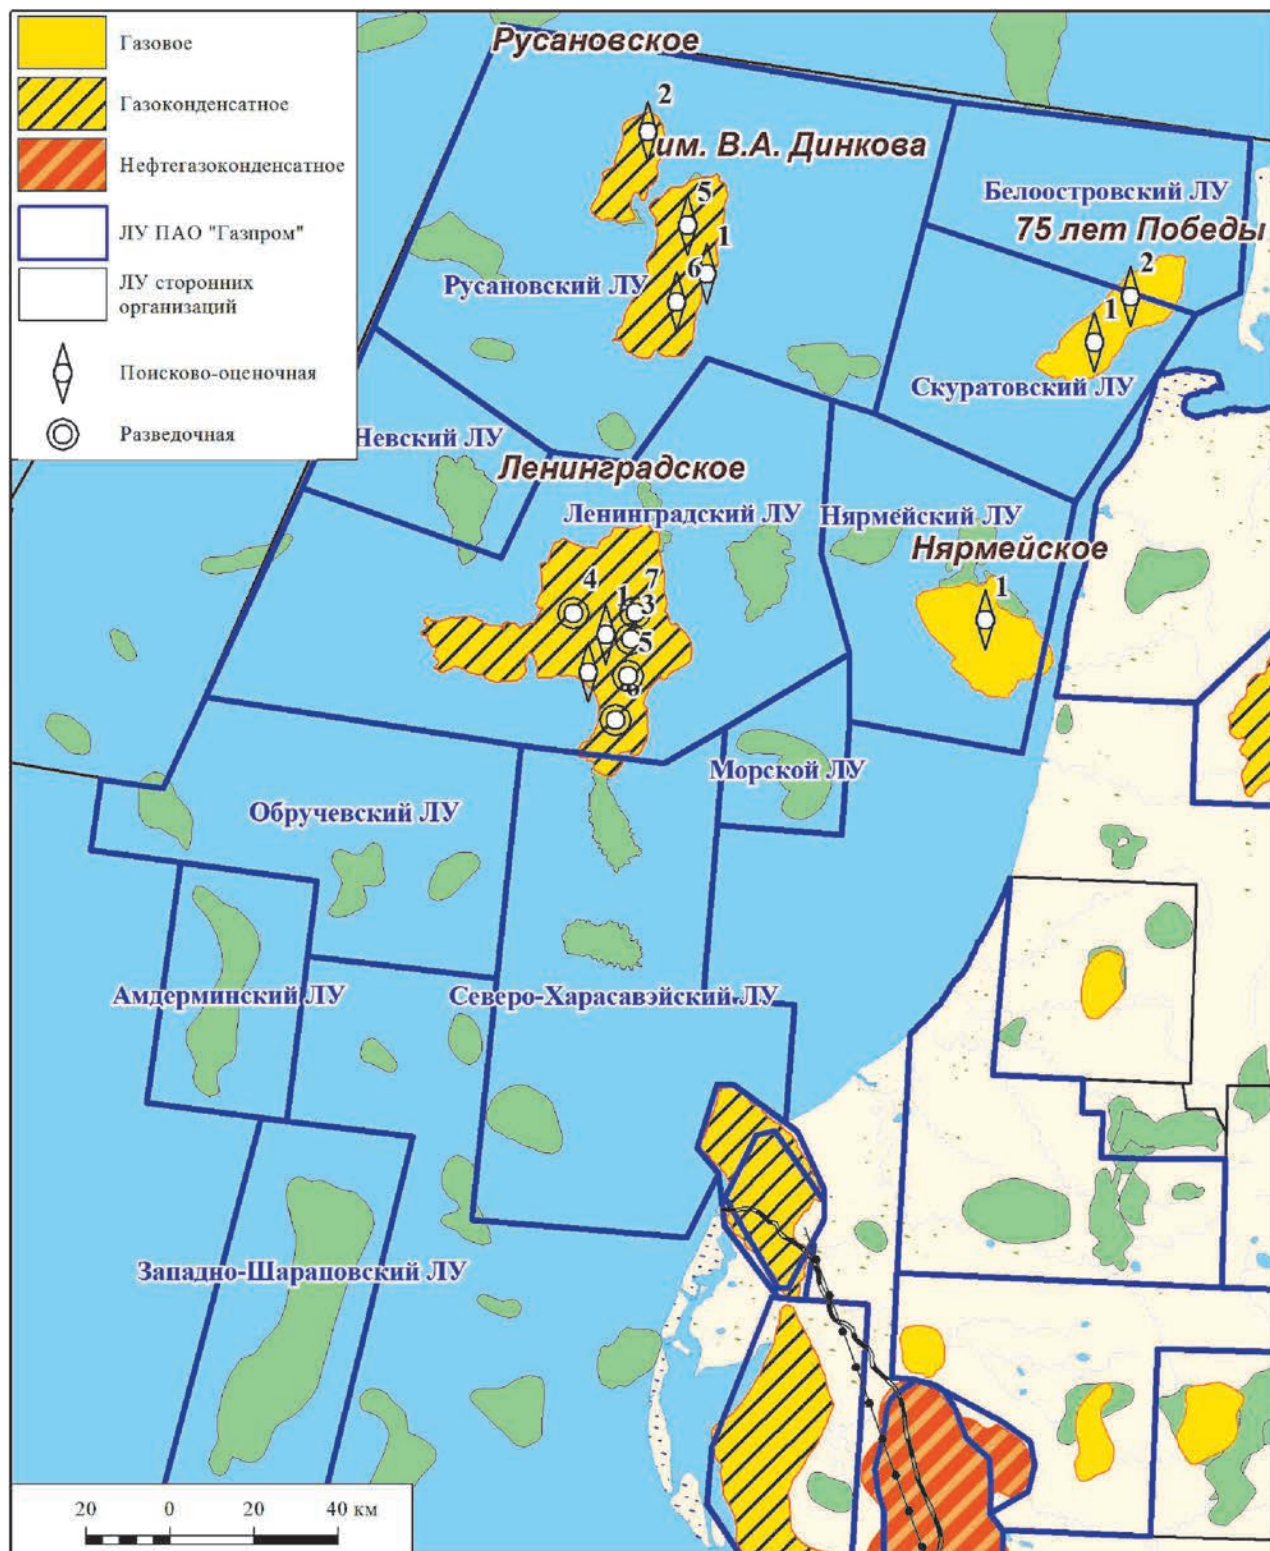 Газовое
Газоконденсатное
Нефтегазоконденсатное
ЛУ ПАО "Газпром"
ЛУ сторонних
организаций
Поисково-оценочная
Разведочная
Русановское
2
им. В.А. Динкова
5
1
6
Русановский ЛУ
Белоостровский ЛУ
75 лет Победы
2
1
Скуратовский ЛУ
Невский ЛУ
Ленинградское
Ленинградский ЛУ
Нярмейский ЛУ
Нярмейское
1
4
1
7
3
5
6
Морской ЛУ
Обручевский ЛУ
Амдерминский ЛУ
Северо-Харасавэйский ЛУ
Западно-Шараповский ЛУ
20 0 20 40 км